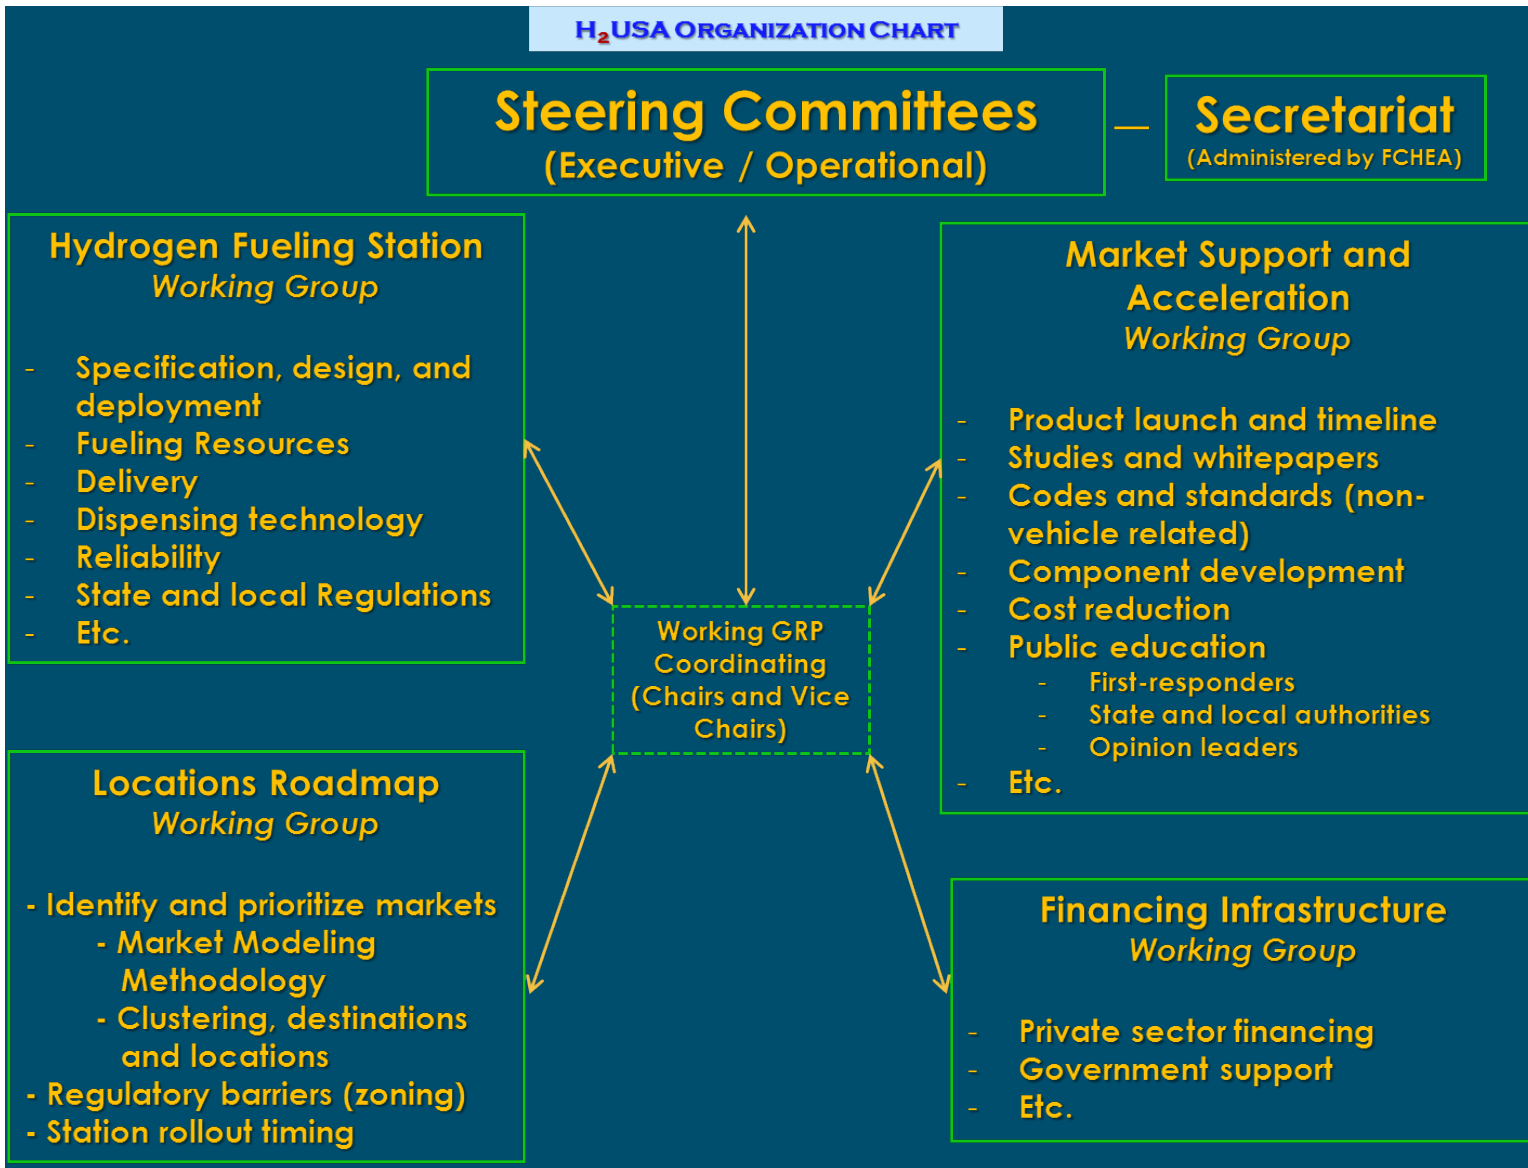 H2USA ORGANIZATION CHART
Steering Committees
(Executive / Operational)
Secretariat
(Administered by FCHEA)
Hydrogen Fueling Station
Working Group
- Specification, design, and
deployment
- Fueling Resources
- Delivery
- Dispensing technology
- Reliability
- State and local Regulations
- Etc.
Market Support and
Acceleration
Working Group
- Product launch and timeline
- Studies and whitepapers
- Codes and standards (non-
vehicle related)
- Component development
- Cost reduction
- Public education
- First-responders
- State and local authorities
- Opinion leaders
- Etc.
Working GRP
Coordinating
(Chairs and Vice
Chairs)
Locations Roadmap
Working Group
- Identify and prioritize markets
- Market Modeling
Methodology
- Clustering, destinations
and locations
- Regulatory barriers (zoning)
- Station rollout timing
Financing Infrastructure
Working Group
- Private sector financing
- Government support
- Etc.